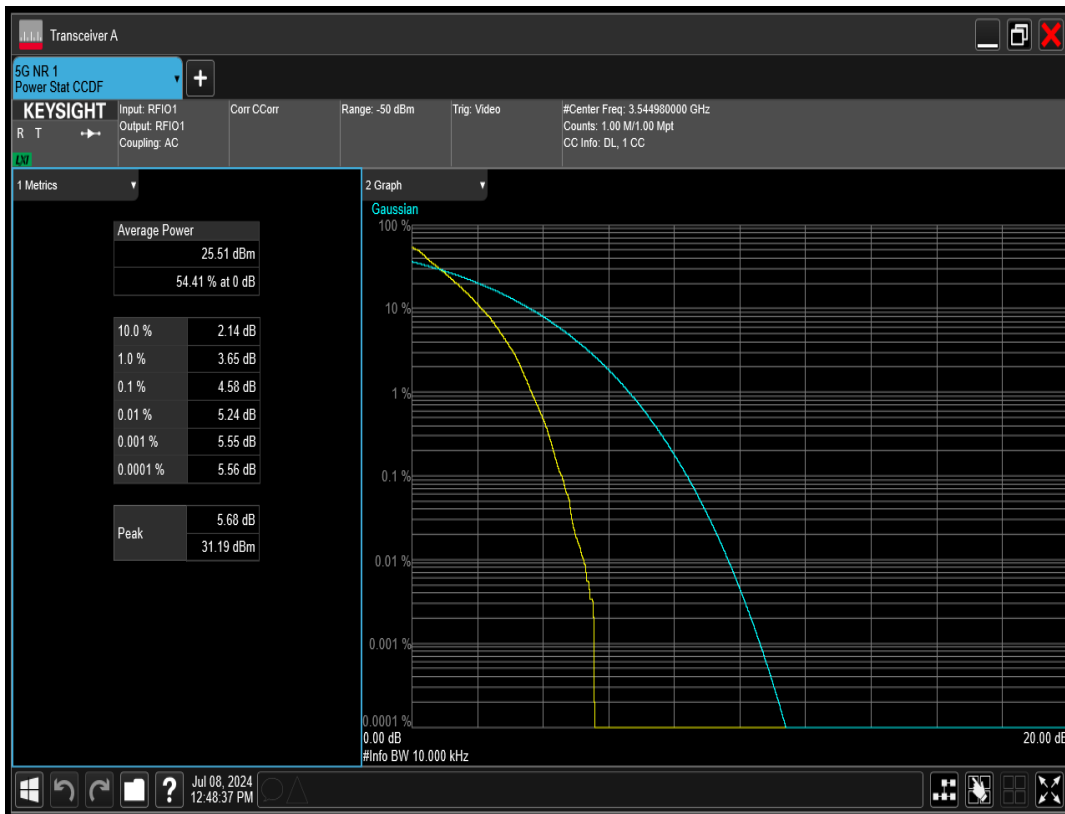 Transceiver A
5G NR 1
Power Stat CCDF
+
KEYSIGHT
R T
LXI
Input: RFIO1
Output: RFIO1
Coupling: AC
Corr CCorr
Range: -50 dBm
Trig: Video
#Center Freq: 3.544980000 GHz
Counts: 1.00 M/1.00 Mpt
CC Info: DL, 1 CC
1 Metrics
Average Power
25.51 dBm
54.41 % at 0 dB
10.0 % 2.14 dB
1.0 % 3.65 dB
0.1 % 4.58 dB
0.01 % 5.24 dB
0.001 % 5.55 dB
0.0001 % 5.56 dB
Peak
5.68 dB
31.19 dBm
2 Graph
Gaussian
100 %
10 %
1 %
0.1 %
0.01 %
0.001 %
0.0001 %
0.00 dB 20.00 dB
#Info BW 10.000 kHz
?
Jul 08, 2024
12:48:37 PM